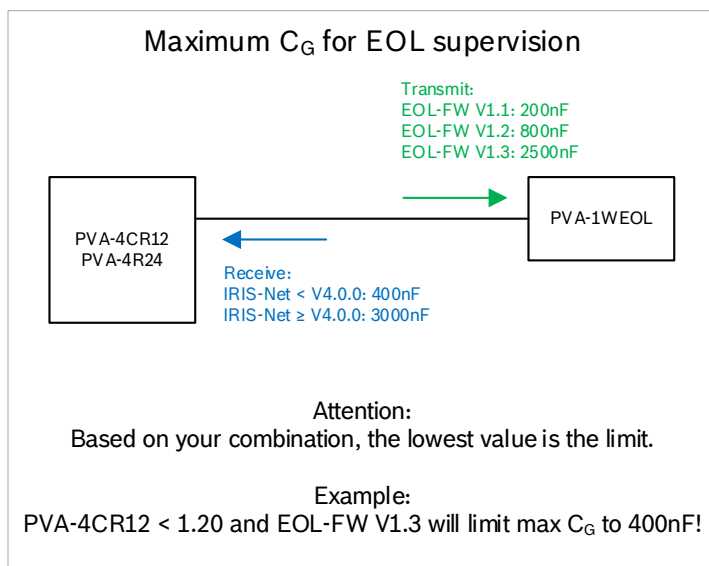 Maximum CG for EOL supervision
Transmit:
EOL-FW V1.1: 200nF
EOL-FW V1.2: 800nF
EOL-FW V1.3: 2500nF
PVA-4CR12
PVA-4R24
PVA-1WEOL
Receive:
IRIS-Net < V4.0.0: 400nF
IRIS-Net ≥ V4.0.0: 3000nF
Attention:
Based on your combination, the lowest value is the limit.
Example:
PVA-4CR12 < 1.20 and EOL-FW V1.3 will limit max CG to 400nF!